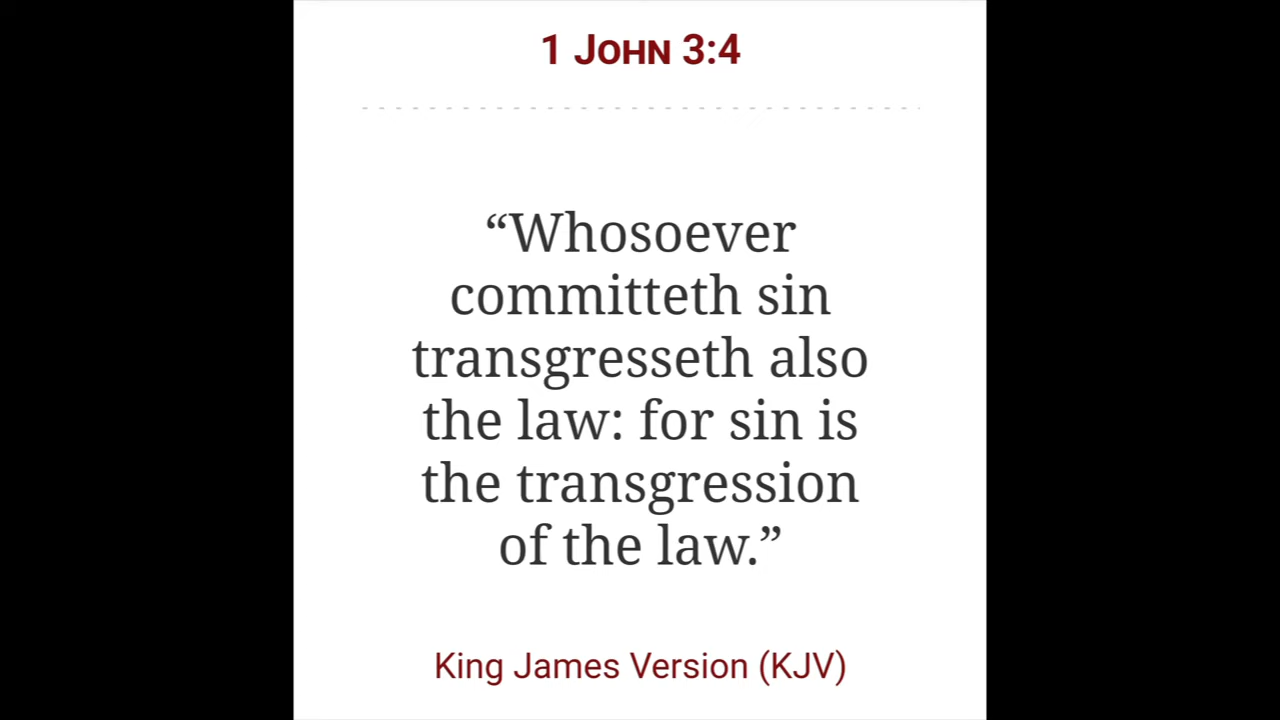 1 John 3:4
“Whosoever
committeth sin
transgresseth also
the law: for sin is
the transgression
of the law.”
King James Version (KJV)